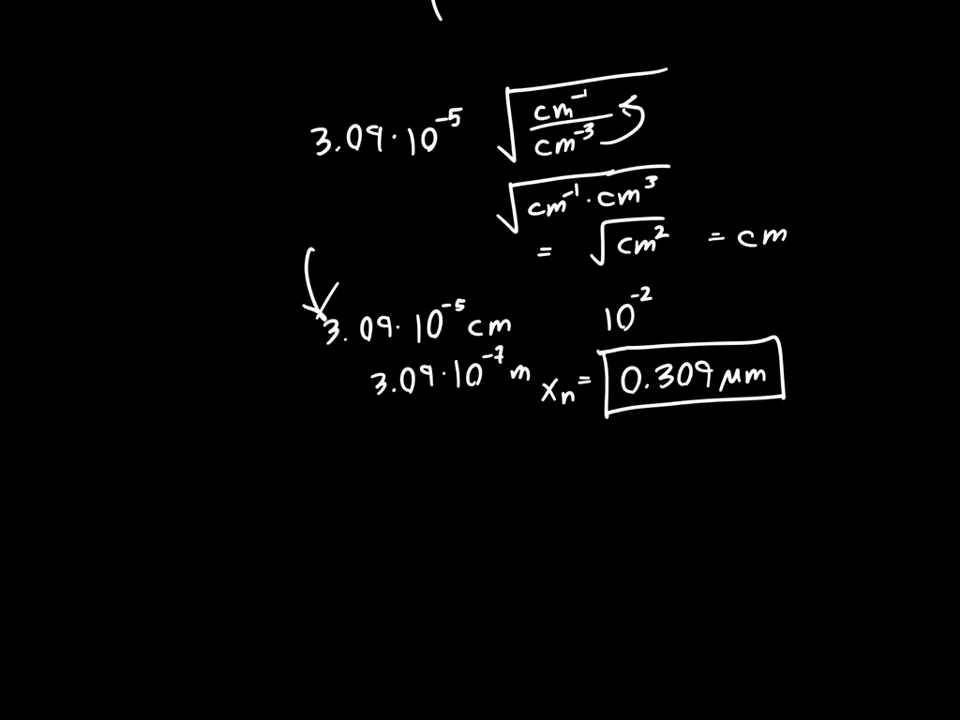 3.09·10⁻⁵ √(cm⁻¹/cm⁻³)
√(cm⁻¹·cm³)
= √(cm²) = cm
3.09·10⁻⁵ cm 10⁻²
3.09·10⁻⁷ m xₙ = 0.309 μm